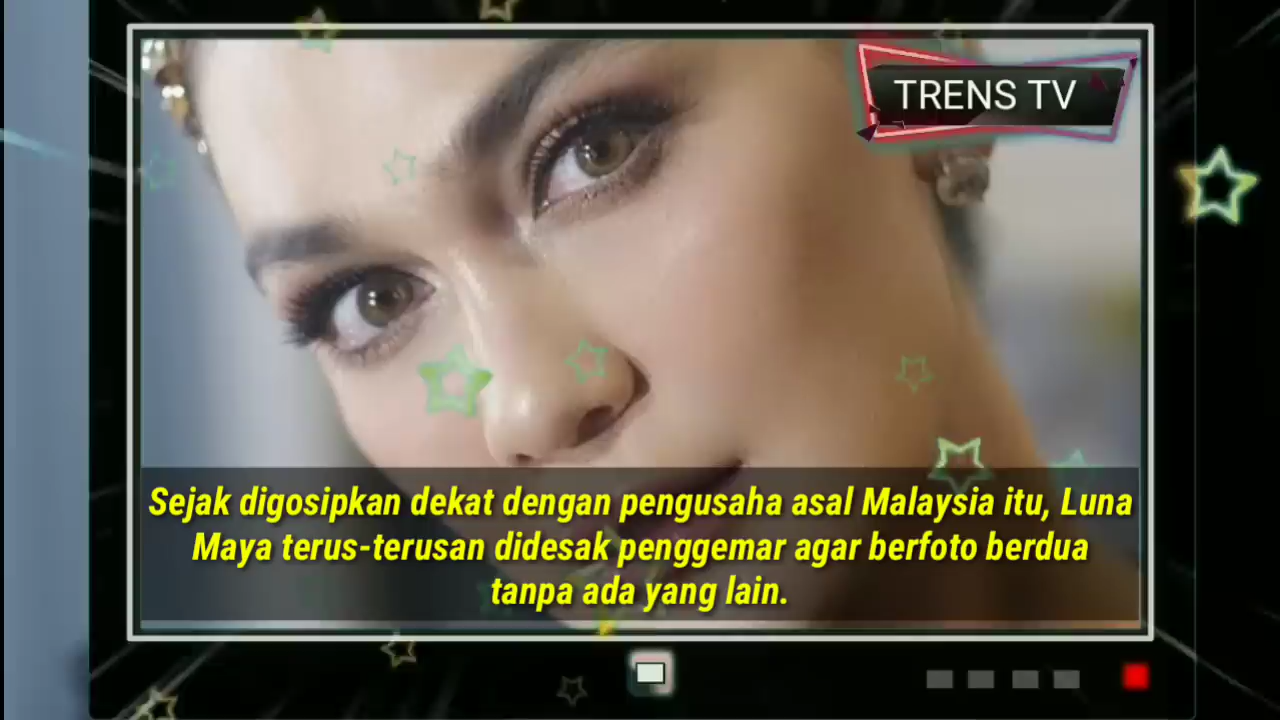 TRENS TV
Sejak digosipkan dekat dengan pengusaha asal Malaysia itu, Luna
Maya terus-terusan didesak penggemar agar berfoto berdua
tanpa ada yang lain.